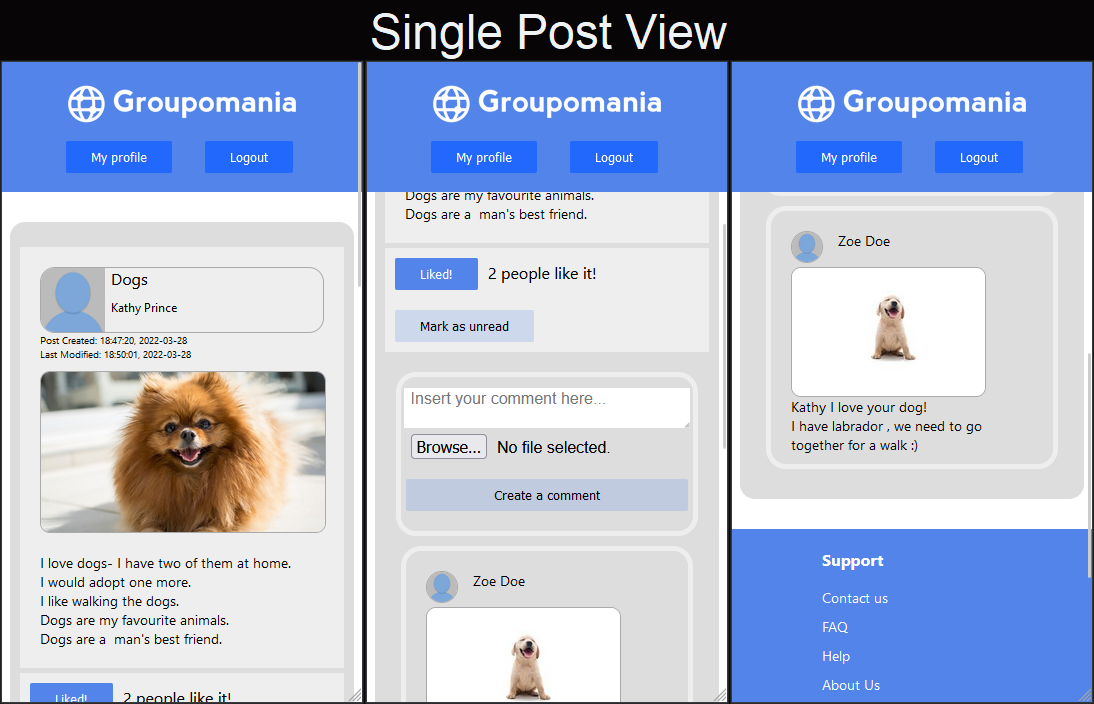 Single Post View
Groupomania
My profile
Logout
Dogs
Kathy Prince
Post Created: 18:47:20, 2022-03-28
Last Modified: 18:50:01, 2022-03-28
I love dogs- I have two of them at home.
I would adopt one more.
I like walking the dogs.
Dogs are my favourite animals.
Dogs are a  man's best friend.
Liked!
2 people like it!
Groupomania
My profile
Logout
Dogs are my favourite animals.
Dogs are a  man's best friend.
Liked!
2 people like it!
Mark as unread
Insert your comment here...
Browse...
No file selected.
Create a comment
Zoe Doe
Groupomania
My profile
Logout
Zoe Doe
Kathy I love your dog!
I have labrador , we need to go
together for a walk :)
Support
Contact us
FAQ
Help
About Us